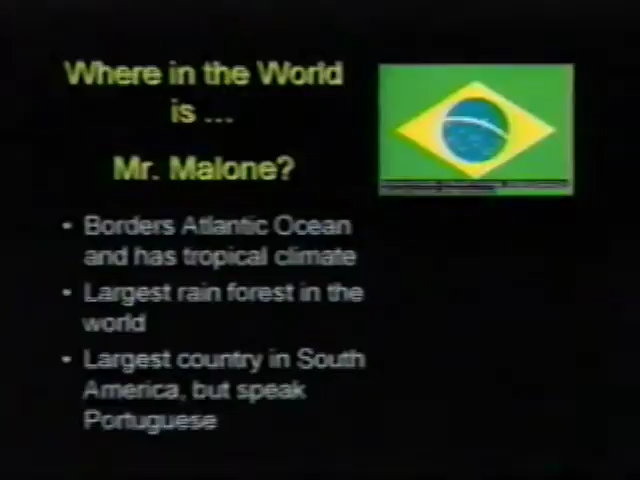 Where in the World
is ...
Mr. Malone?
• Borders Atlantic Ocean
and has tropical climate
• Largest rain forest in the
world
• Largest country in South
America, but speak
Portuguese